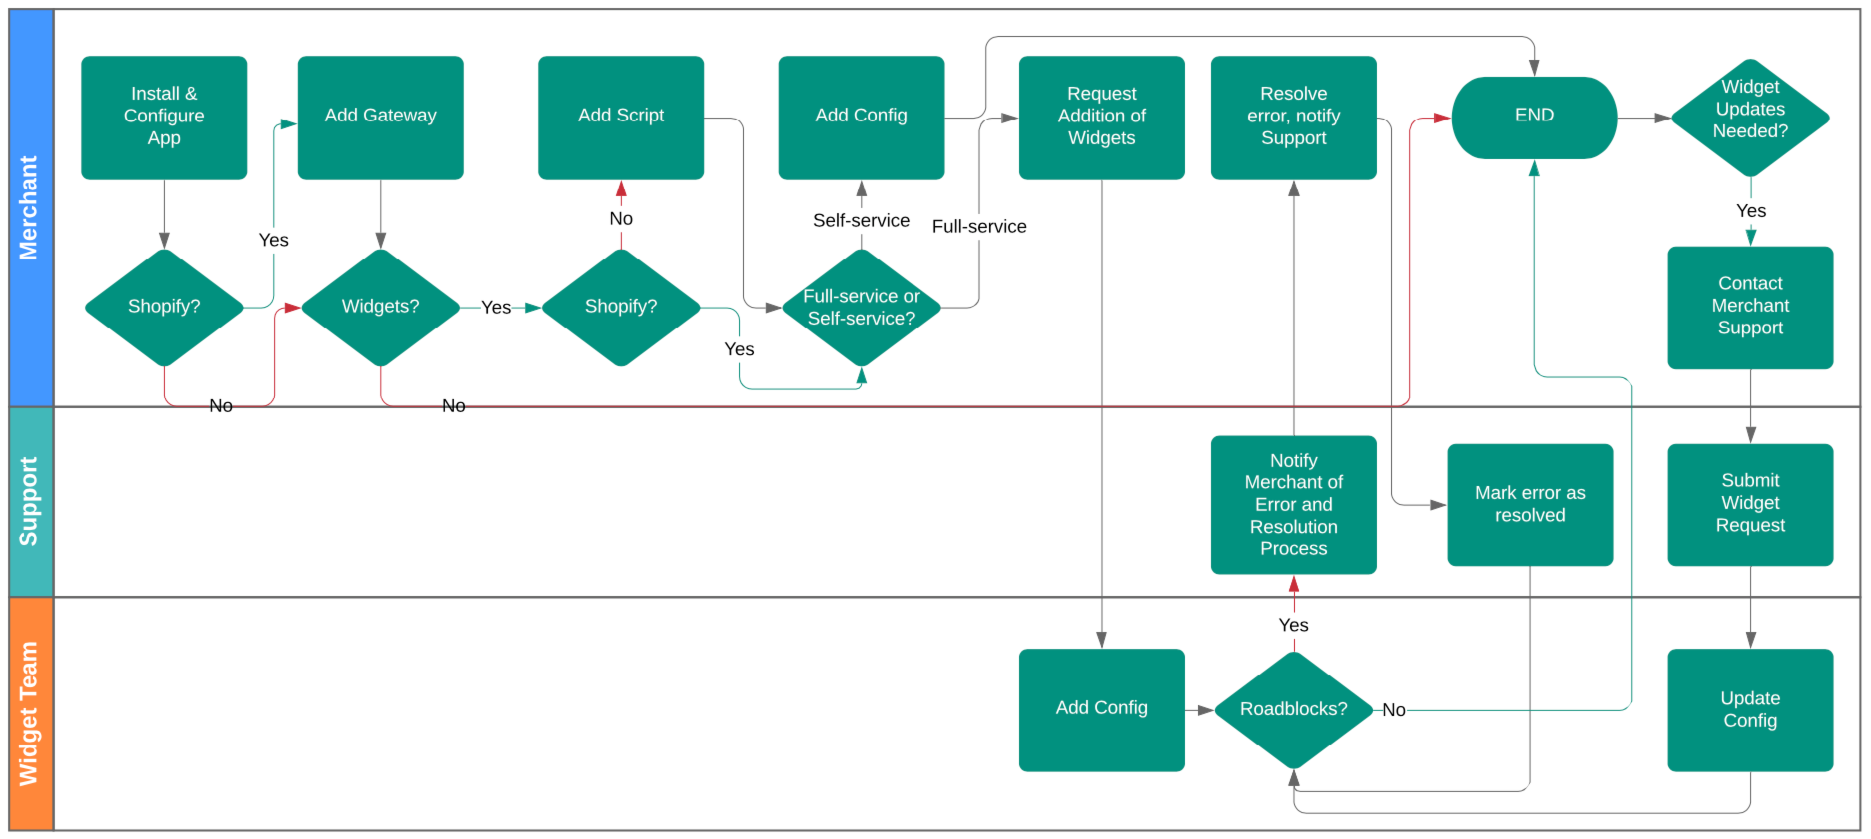 Merchant
Install &
Configure
App
Add Gateway
Add Script
Add Config
Request
Addition of
Widgets
Resolve
error, notify
Support
END
Widget
Updates
Needed?
Yes
No
Self-service
Full-service
Yes
Shopify?
Widgets?
Yes
Shopify?
Full-service or
Self-service?
Yes
Contact
Merchant
Support
No
No
Support
Notify
Merchant of
Error and
Resolution
Process
Mark error as
resolved
Submit
Widget
Request
Widget Team
Yes
Add Config
Roadblocks?
No
Update
Config